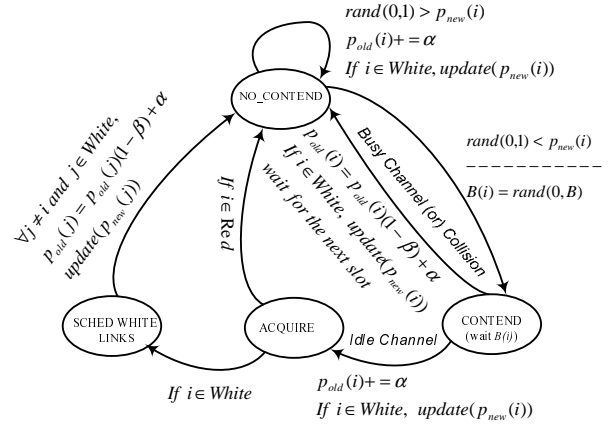 rand(0,1) > p_new(i)
p_old(i)+ = α
If i ∈ White, update(p_new(i))
NO_CONTEND
∀j ≠ i and j ∈ White,
p_old(j) = p_old(j)(1 − β) + α
update(p_new(j))
If i ∈ Red
p_old(i) = p_old(i)(1 − β) + α
If i ∈ White, update(p_new(i))
wait for the next slot
Busy Channel (or) Collision
rand(0,1) < p_new(i)
– – – – – – – – – – –
B(i) = rand(0, B)
SCHED WHITE
LINKS
ACQUIRE
CONTEND
(wait B(i))
Idle Channel
If i ∈ White
p_old(i)+ = α
If i ∈ White, update(p_new(i))